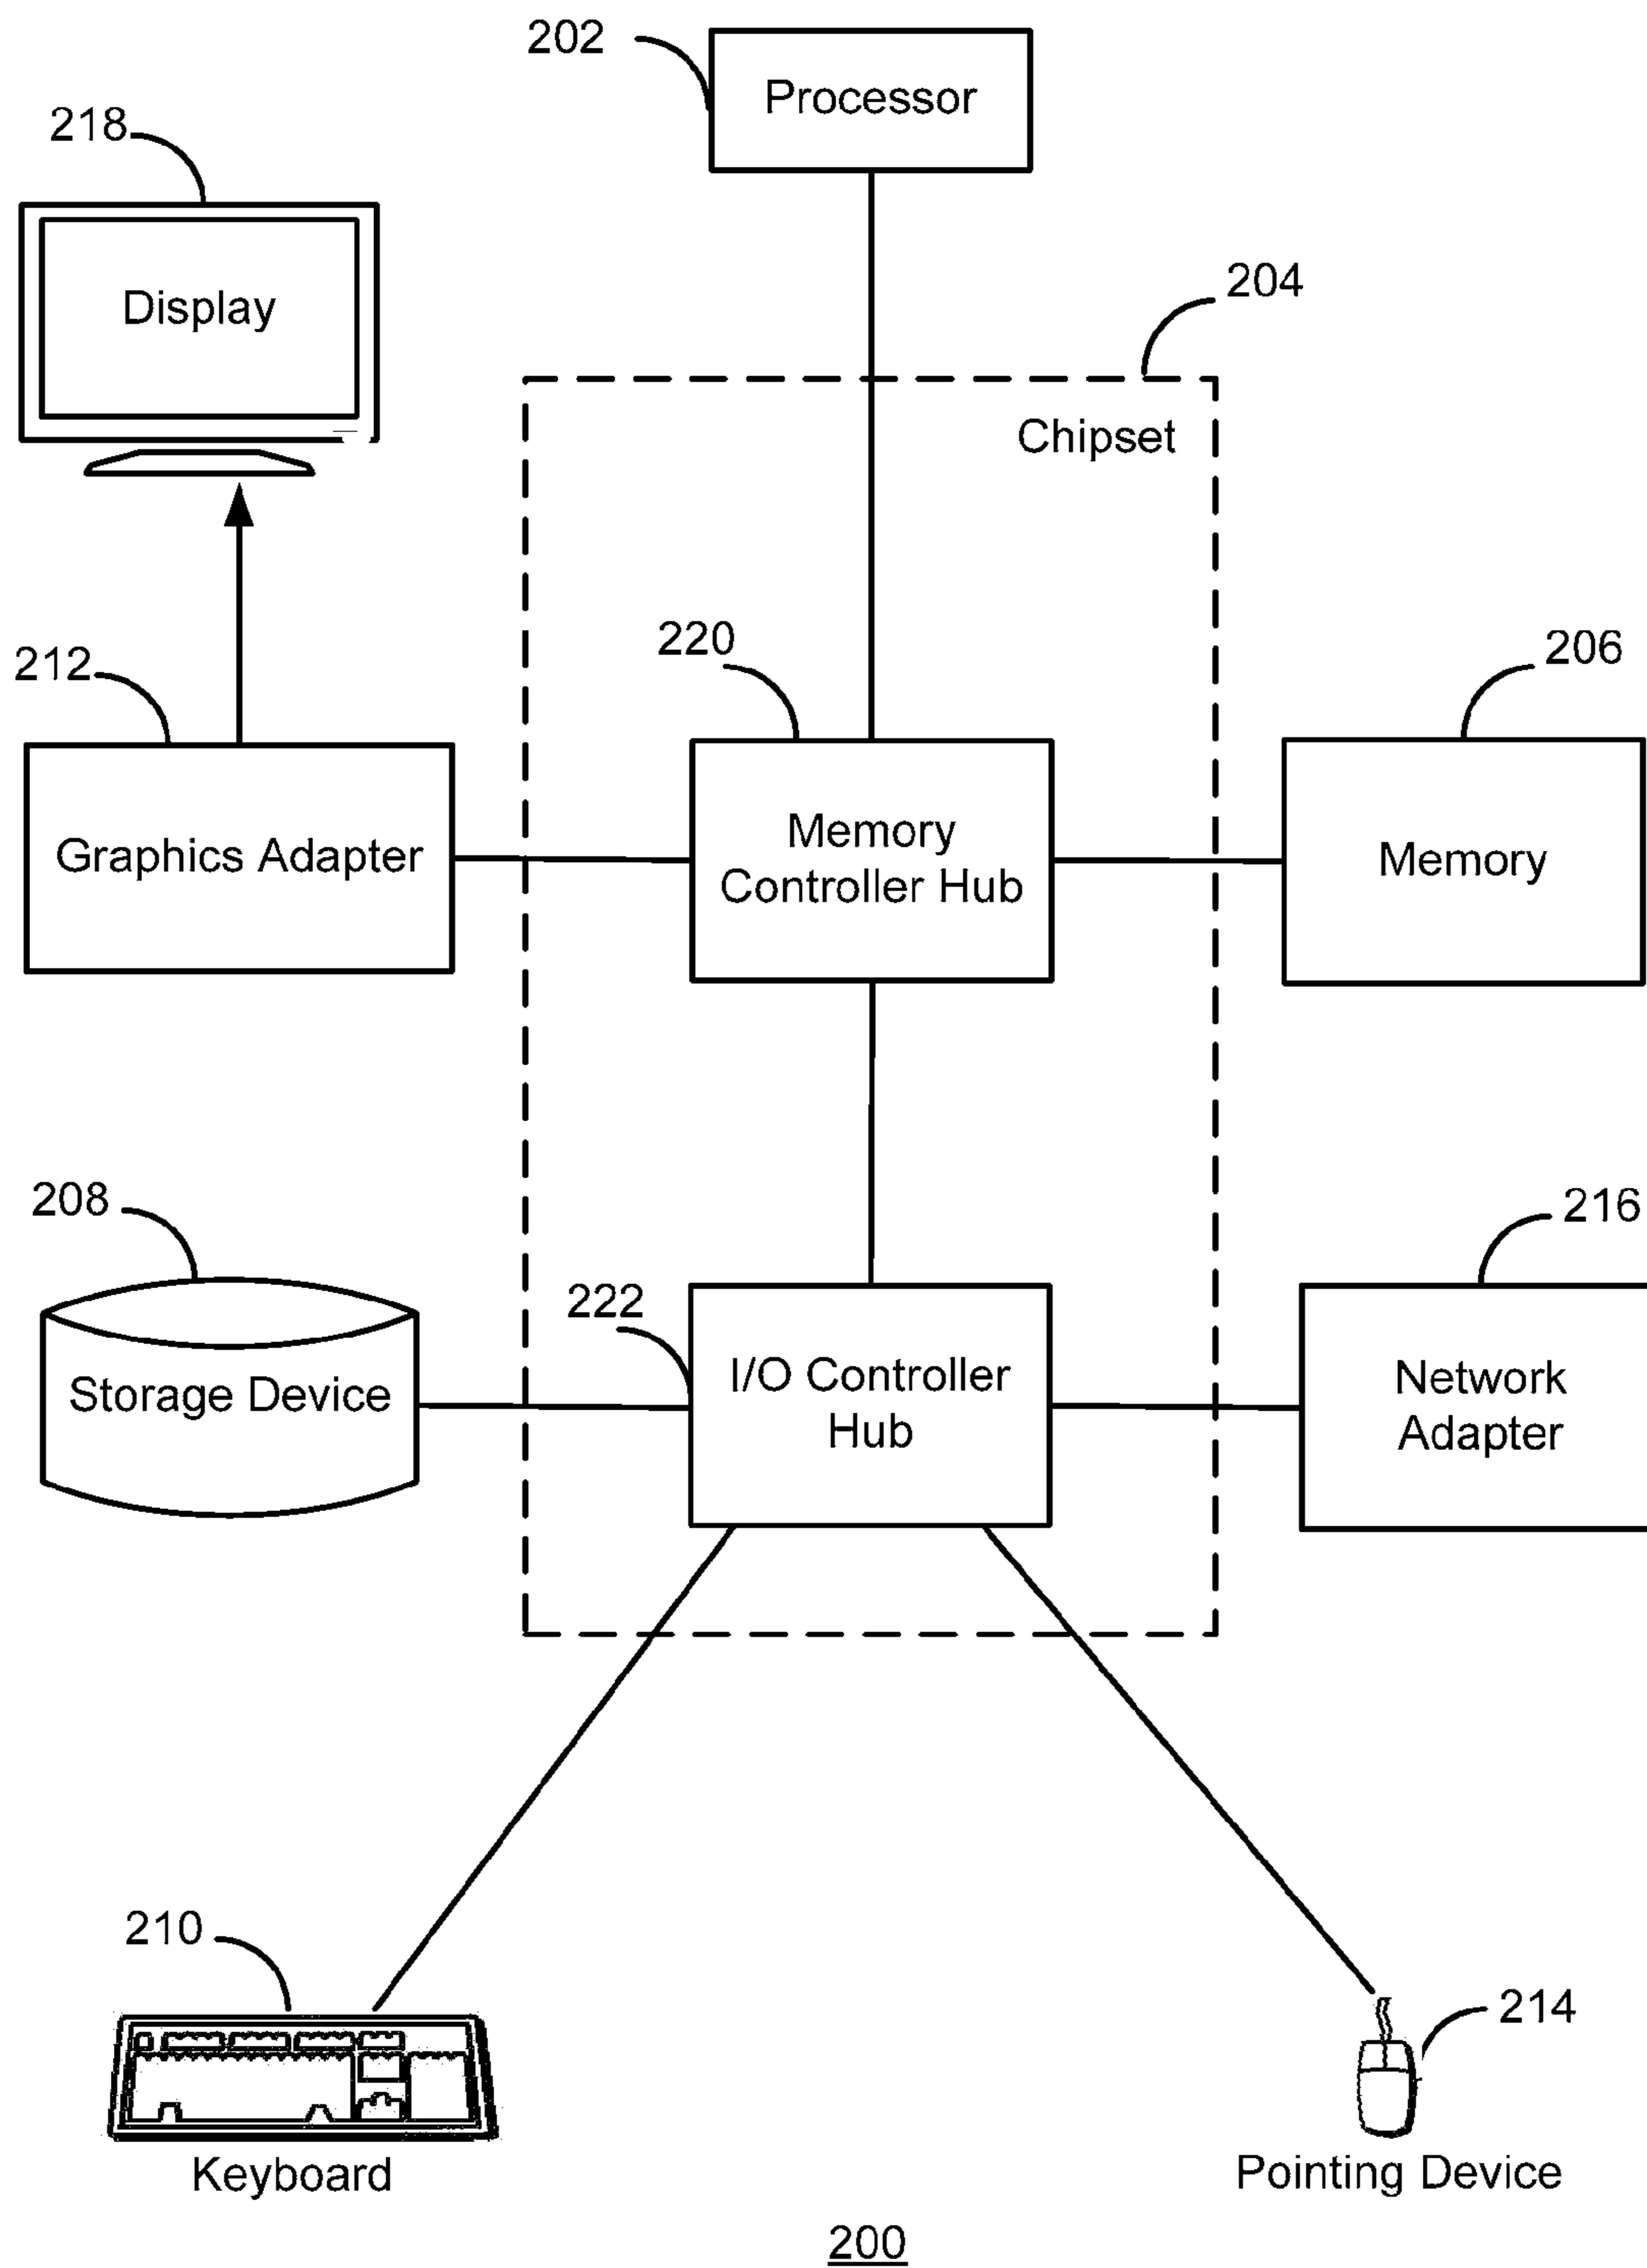 202
Processor
218
Display
204
Chipset
212
220
206
Graphics Adapter
Memory
Controller Hub
Memory
208
222
216
Storage Device
I/O Controller
Hub
Network
Adapter
210
214
Keyboard
Pointing Device
200